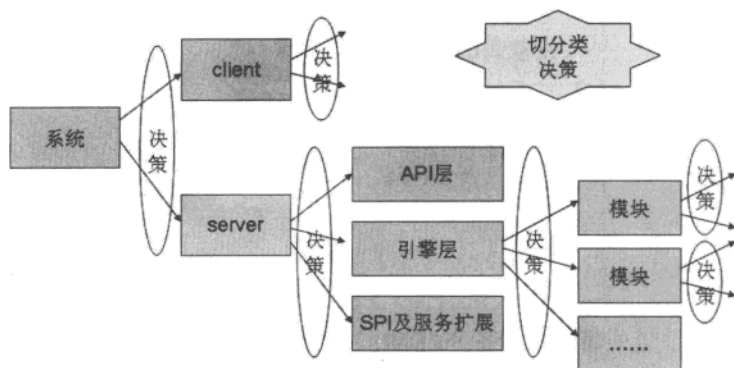 client
决
策
切分类
决策
系统
决
策
server
决
策
API层
引擎层
SPI及服务扩展
决
策
模块
模块
......
决
策
决
策